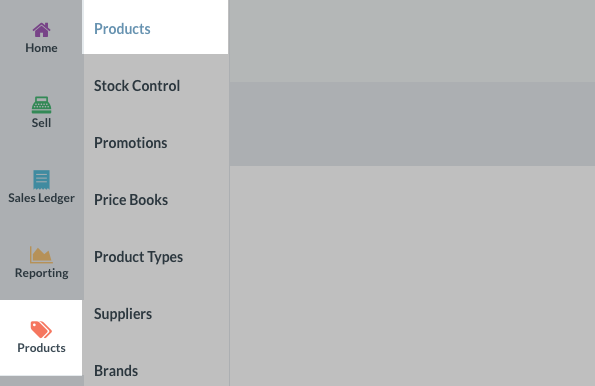 Home
Sell
Sales Ledger
Reporting
Products
Products
Stock Control
Promotions
Price Books
Product Types
Suppliers
Brands